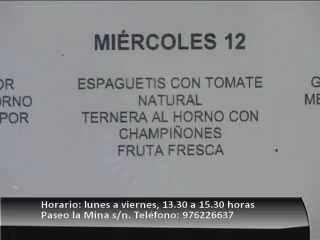 MIÉRCOLES 12
ESPAGUETIS CON TOMATE
NATURAL
TERNERA AL HORNO CON
CHAMPIÑONES
FRUTA FRESCA
POR
Horario: lunes a viernes, 13.30 a 15.30 horas
Paseo la Mina s/n. Teléfono: 976226637